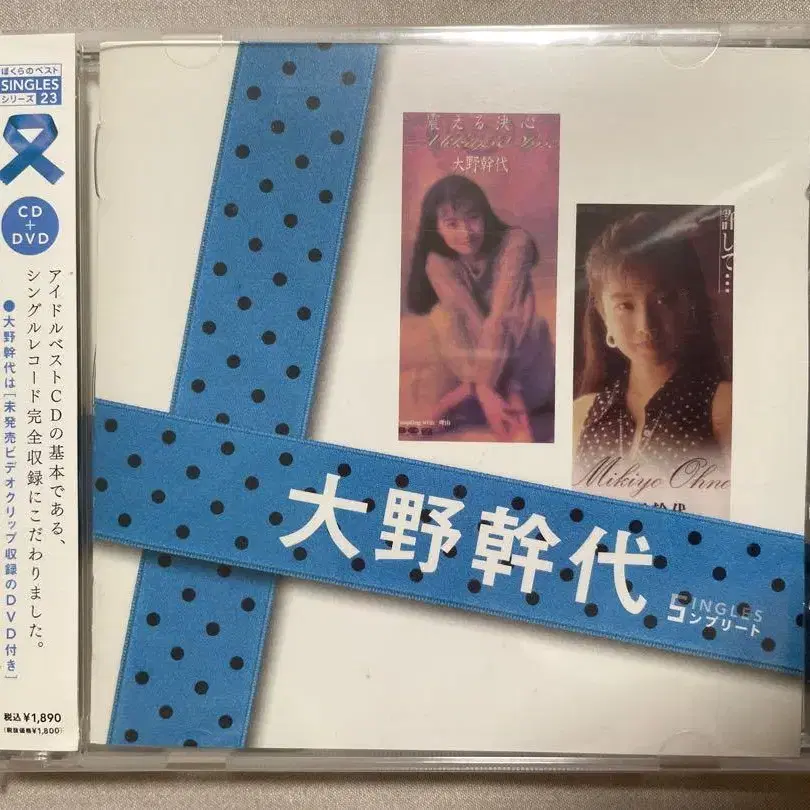 ぼくらのベスト
SINGLES
シリーズ 23
CD
+
DVD
アイドルベストCDの基本である、
シングルレコード完全収録にこだわりました。
●大野幹代は[未発売ビデオクリップ収録のDVD付き]
税込¥1,890
(税抜価格¥1,800)
震える決心
大野幹代
coupling with 理由
許して…
Mikiyo Ohno
大野幹代
SINGLES
ンプリート